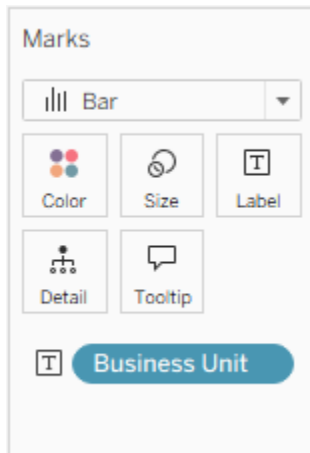 Marks
Bar
Color Size T Label
Detail Tooltip
T Business Unit